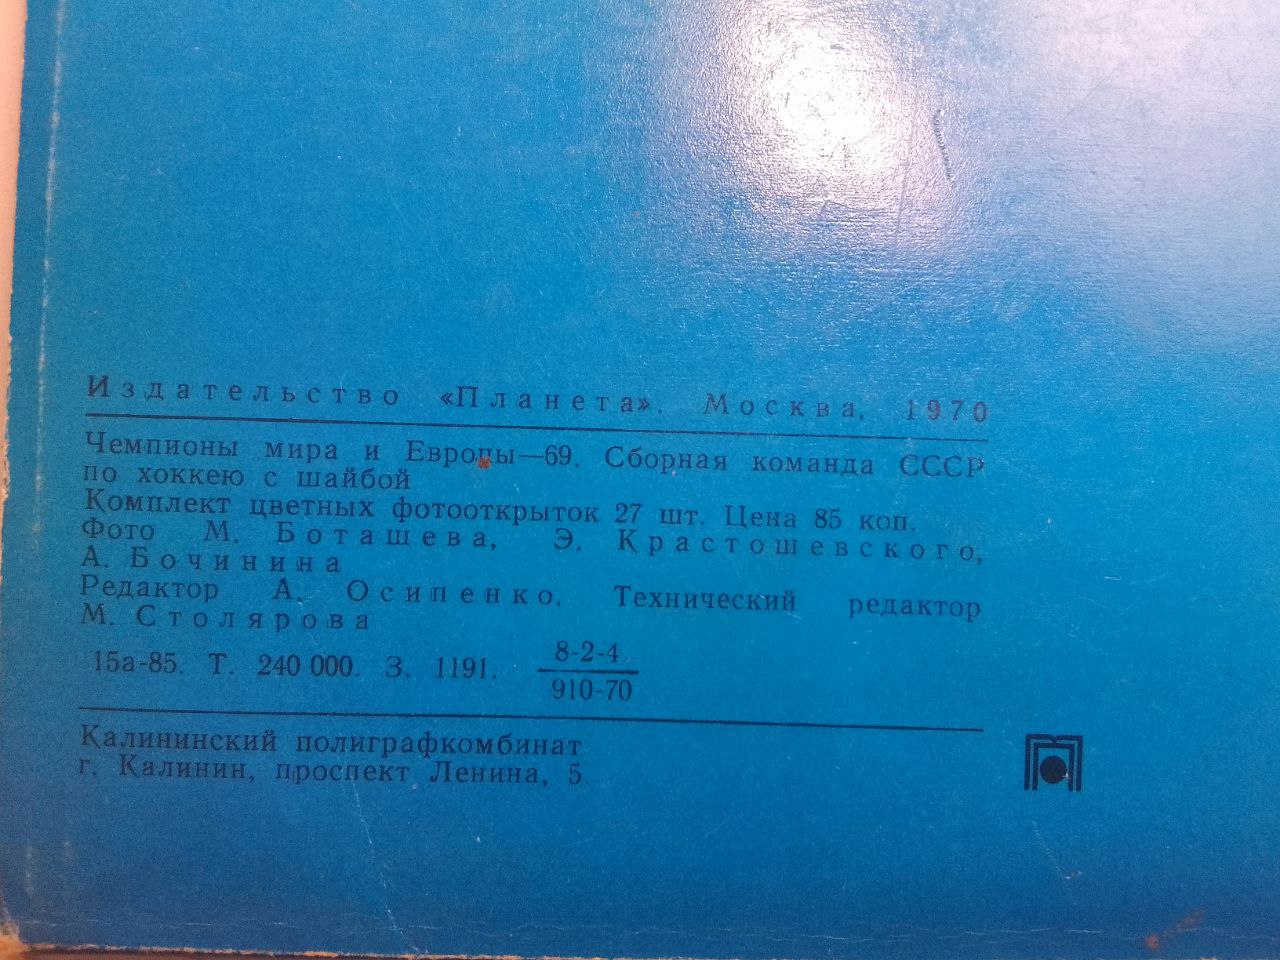 Издательство «Планета». Москва, 1970
Чемпионы мира и Европы—69. Сборная команда СССР
по хоккею с шайбой
Комплект цветных фотооткрыток 27 шт. Цена 85 коп.
Фото М. Боташева, Э. Крастошевского,
А. Бочинина
Редактор А. Осипенко. Технический редактор
М. Столярова
15а-85. Т. 240 000. З. 1191. 8-2-4
910-70
Калининский полиграфкомбинат
г. Калинин, проспект Ленина, 5